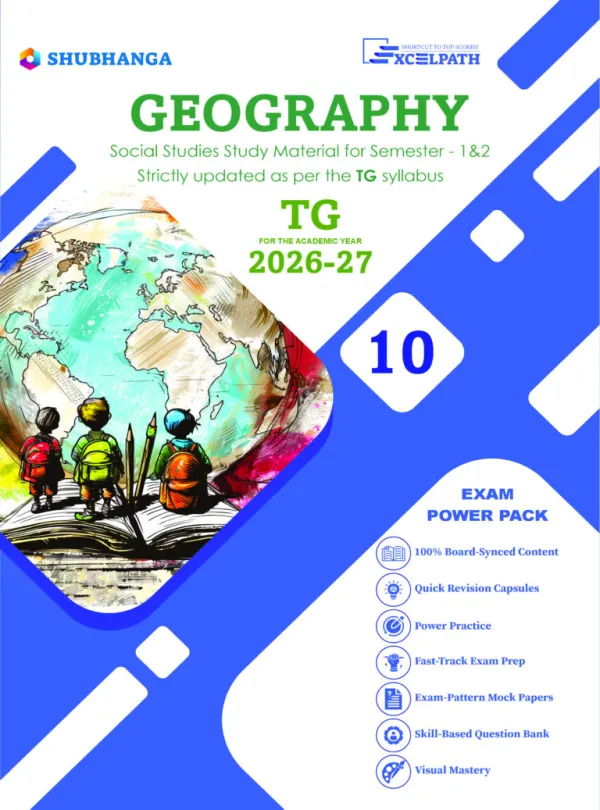 SHUBHANGA
SHORTCUT TO TOP SCORES!
EXCELPATH
GEOGRAPHY
Social Studies Study Material for Semester - 1&2
Strictly updated as per the TG syllabus
TG
FOR THE ACADEMIC YEAR
2026-27
10
EXAM
POWER PACK
100% Board-Synced Content
Quick Revision Capsules
Power Practice
Fast-Track Exam Prep
Exam-Pattern Mock Papers
Skill-Based Question Bank
Visual Mastery